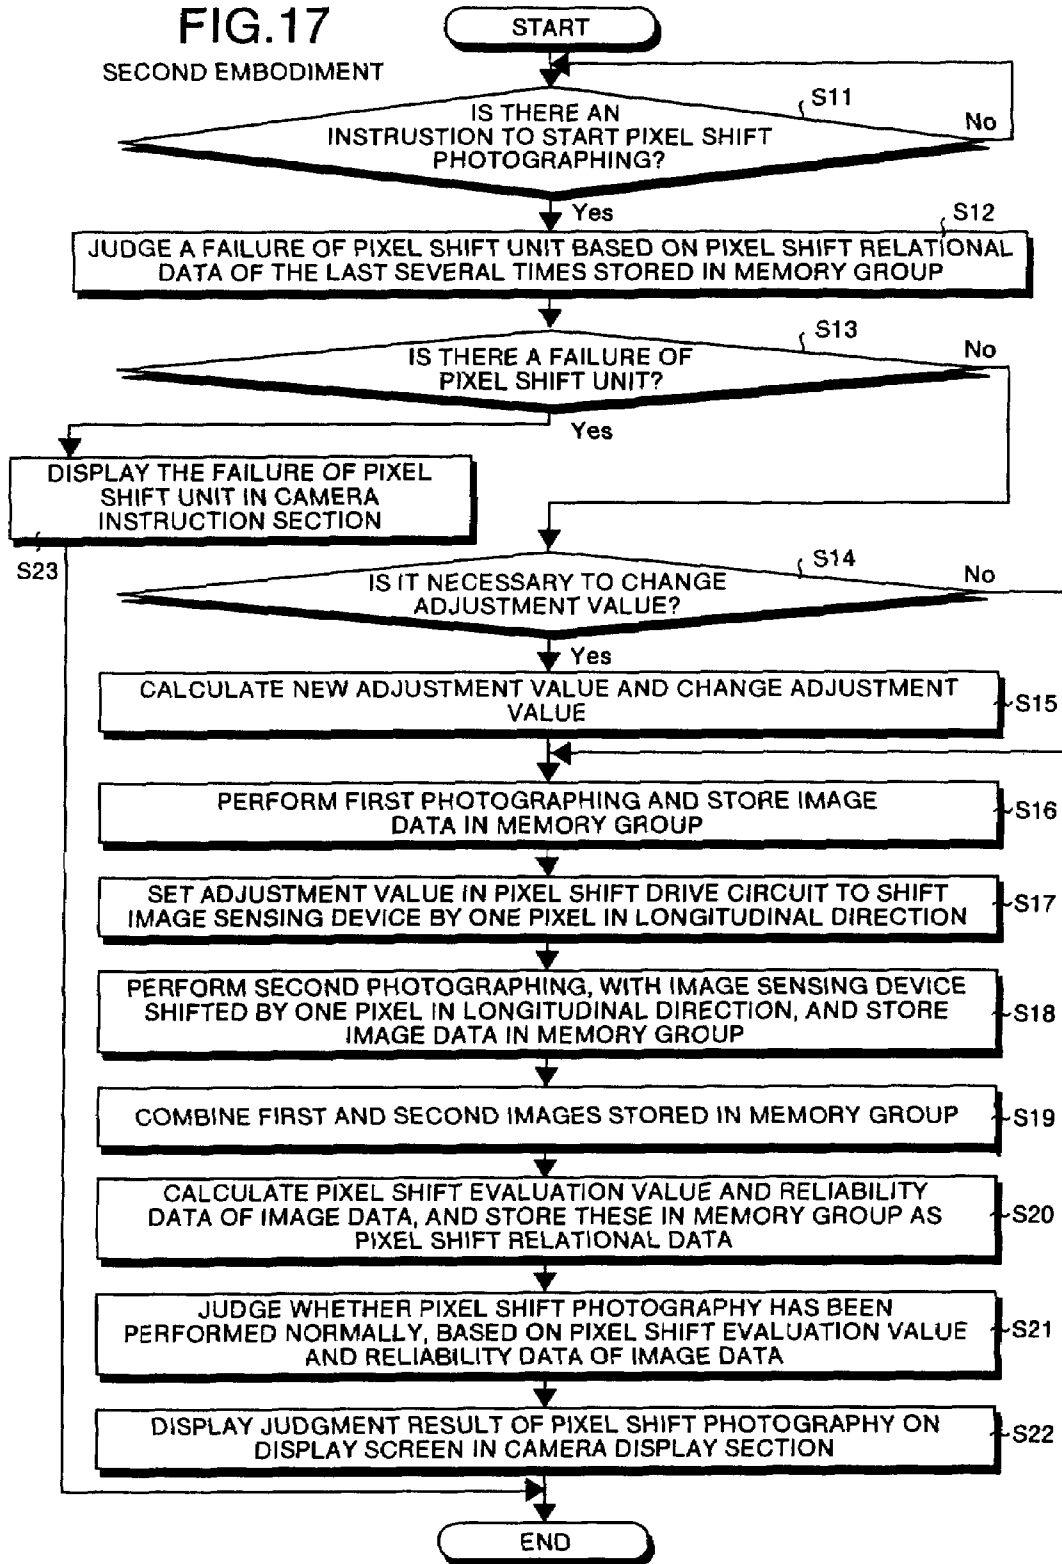 FIG.17
SECOND EMBODIMENT
START
IS THERE AN
INSTRUSTION TO START PIXEL SHIFT
PHOTOGRAPHING?
S11
No
Yes
S12
JUDGE A FAILURE OF PIXEL SHIFT UNIT BASED ON PIXEL SHIFT RELATIONAL
DATA OF THE LAST SEVERAL TIMES STORED IN MEMORY GROUP
S13
IS THERE A FAILURE OF
PIXEL SHIFT UNIT?
No
Yes
DISPLAY THE FAILURE OF PIXEL
SHIFT UNIT IN CAMERA
INSTRUCTION SECTION
S23
S14
IS IT NECESSARY TO CHANGE
ADJUSTMENT VALUE?
No
Yes
CALCULATE NEW ADJUSTMENT VALUE AND CHANGE ADJUSTMENT
VALUE
S15
PERFORM FIRST PHOTOGRAPHING AND STORE IMAGE
DATA IN MEMORY GROUP
S16
SET ADJUSTMENT VALUE IN PIXEL SHIFT DRIVE CIRCUIT TO SHIFT
IMAGE SENSING DEVICE BY ONE PIXEL IN LONGITUDINAL DIRECTION
S17
PERFORM SECOND PHOTOGRAPHING, WITH IMAGE SENSING DEVICE
SHIFTED BY ONE PIXEL IN LONGITUDINAL DIRECTION, AND STORE
IMAGE DATA IN MEMORY GROUP
S18
COMBINE FIRST AND SECOND IMAGES STORED IN MEMORY GROUP
S19
CALCULATE PIXEL SHIFT EVALUATION VALUE AND RELIABILITY
DATA OF IMAGE DATA, AND STORE THESE IN MEMORY GROUP AS
PIXEL SHIFT RELATIONAL DATA
S20
JUDGE WHETHER PIXEL SHIFT PHOTOGRAPHY HAS BEEN
PERFORMED NORMALLY, BASED ON PIXEL SHIFT EVALUATION VALUE
AND RELIABILITY DATA OF IMAGE DATA
S21
DISPLAY JUDGMENT RESULT OF PIXEL SHIFT PHOTOGRAPHY ON
DISPLAY SCREEN IN CAMERA DISPLAY SECTION
S22
END